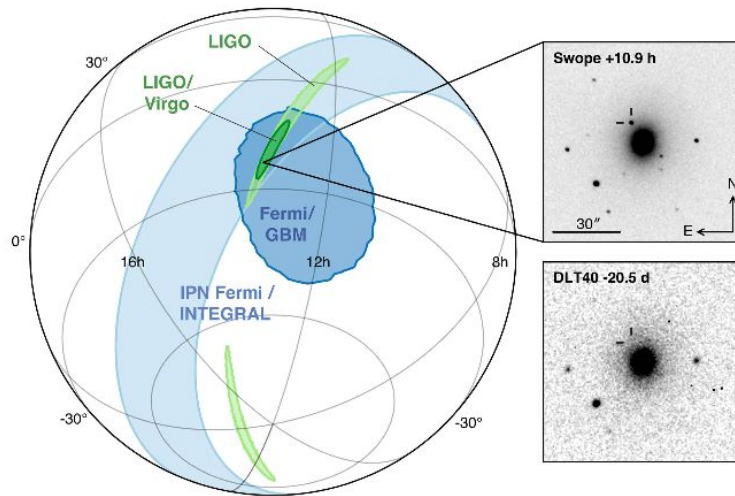 LIGO
LIGO/
Virgo
30°
Fermi/
GBM
0°
16h
12h
8h
IPN Fermi /
INTEGRAL
-30°
-30°
Swope +10.9 h
30"
N
E
DLT40 -20.5 d